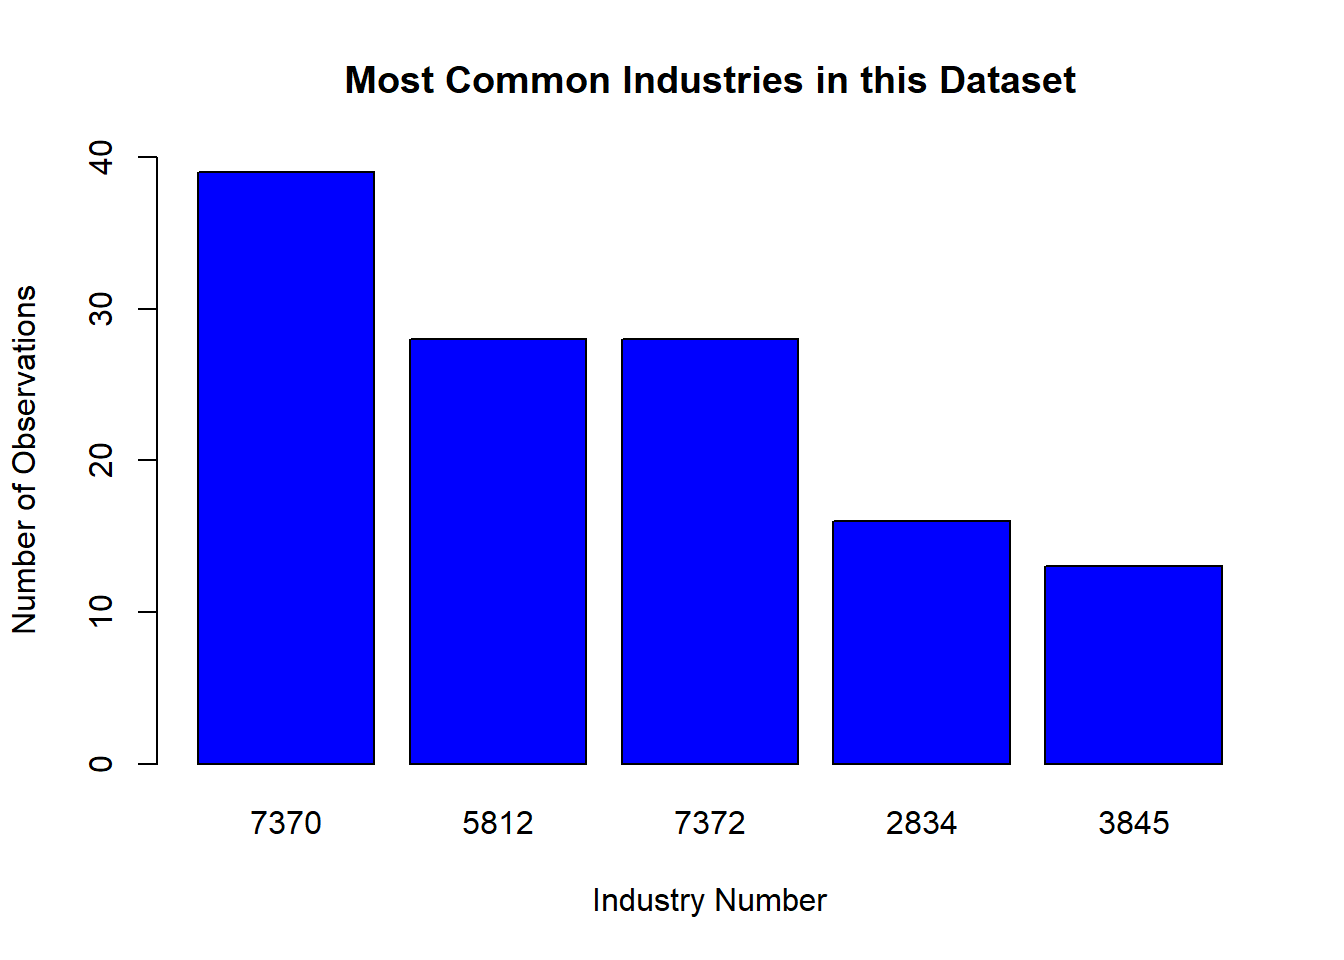 Most Common Industries in this Dataset
Number of Observations
40
30
20
10
0
7370 5812 7372 2834 3845
Industry Number